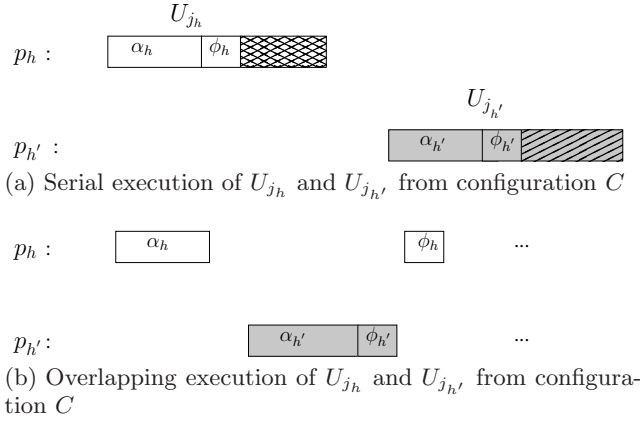 U_{j_h}
p_h : α_h ϕ_h
U_{j_{h'}}
p_{h'} : α_{h'} ϕ_{h'}
(a) Serial execution of U_{j_h} and U_{j_{h'}} from configuration C
p_h : α_h ϕ_h ...
p_{h'}: α_{h'} ϕ_{h'} ...
(b) Overlapping execution of U_{j_h} and U_{j_{h'}} from configura-
tion C